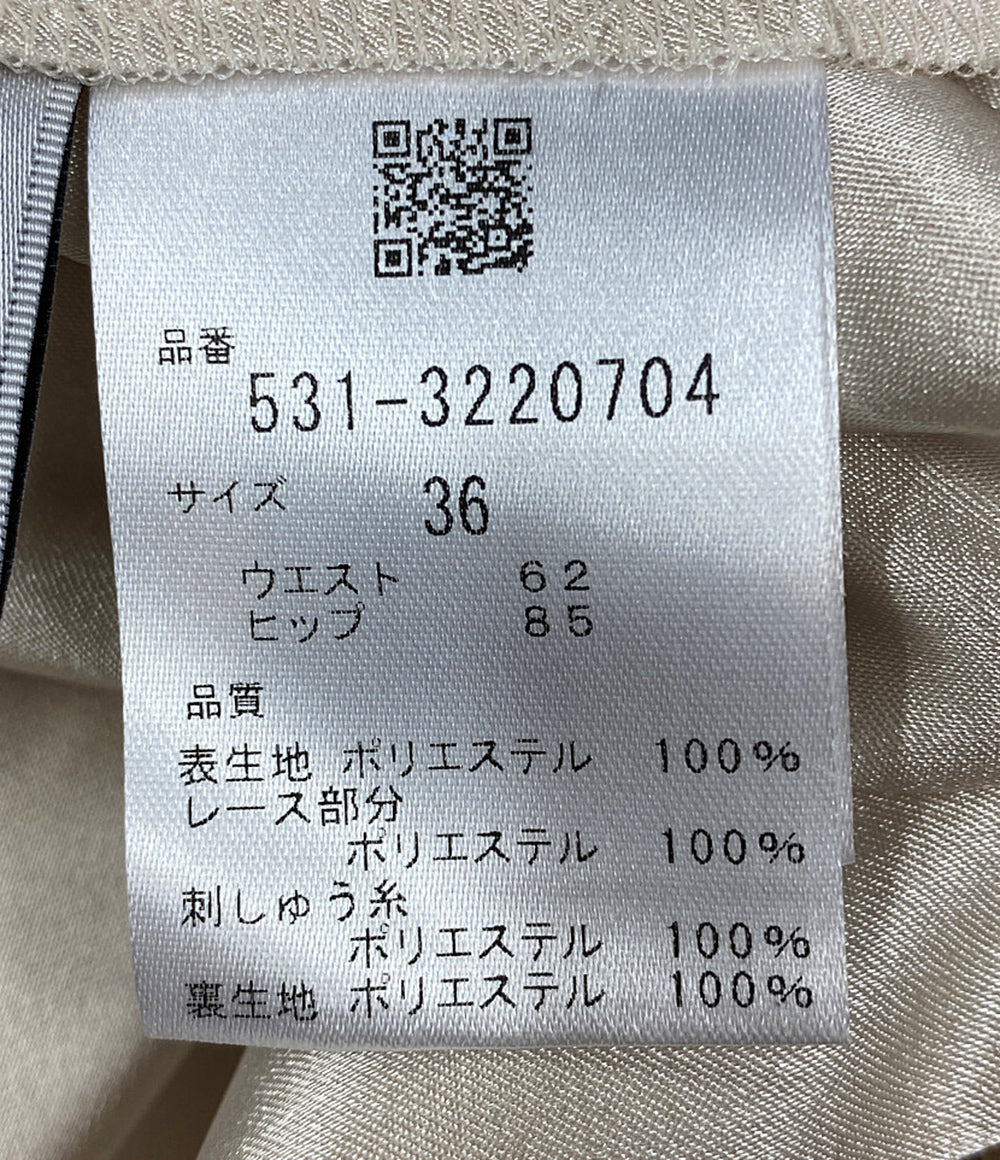 品番
531-3220704
サイズ 36
ウエスト 62
ヒップ 85
品質
表生地 ポリエステル 100%
レース部分
ポリエステル 100%
刺しゅう糸
ポリエステル 100%
裏生地 ポリエステル 100%